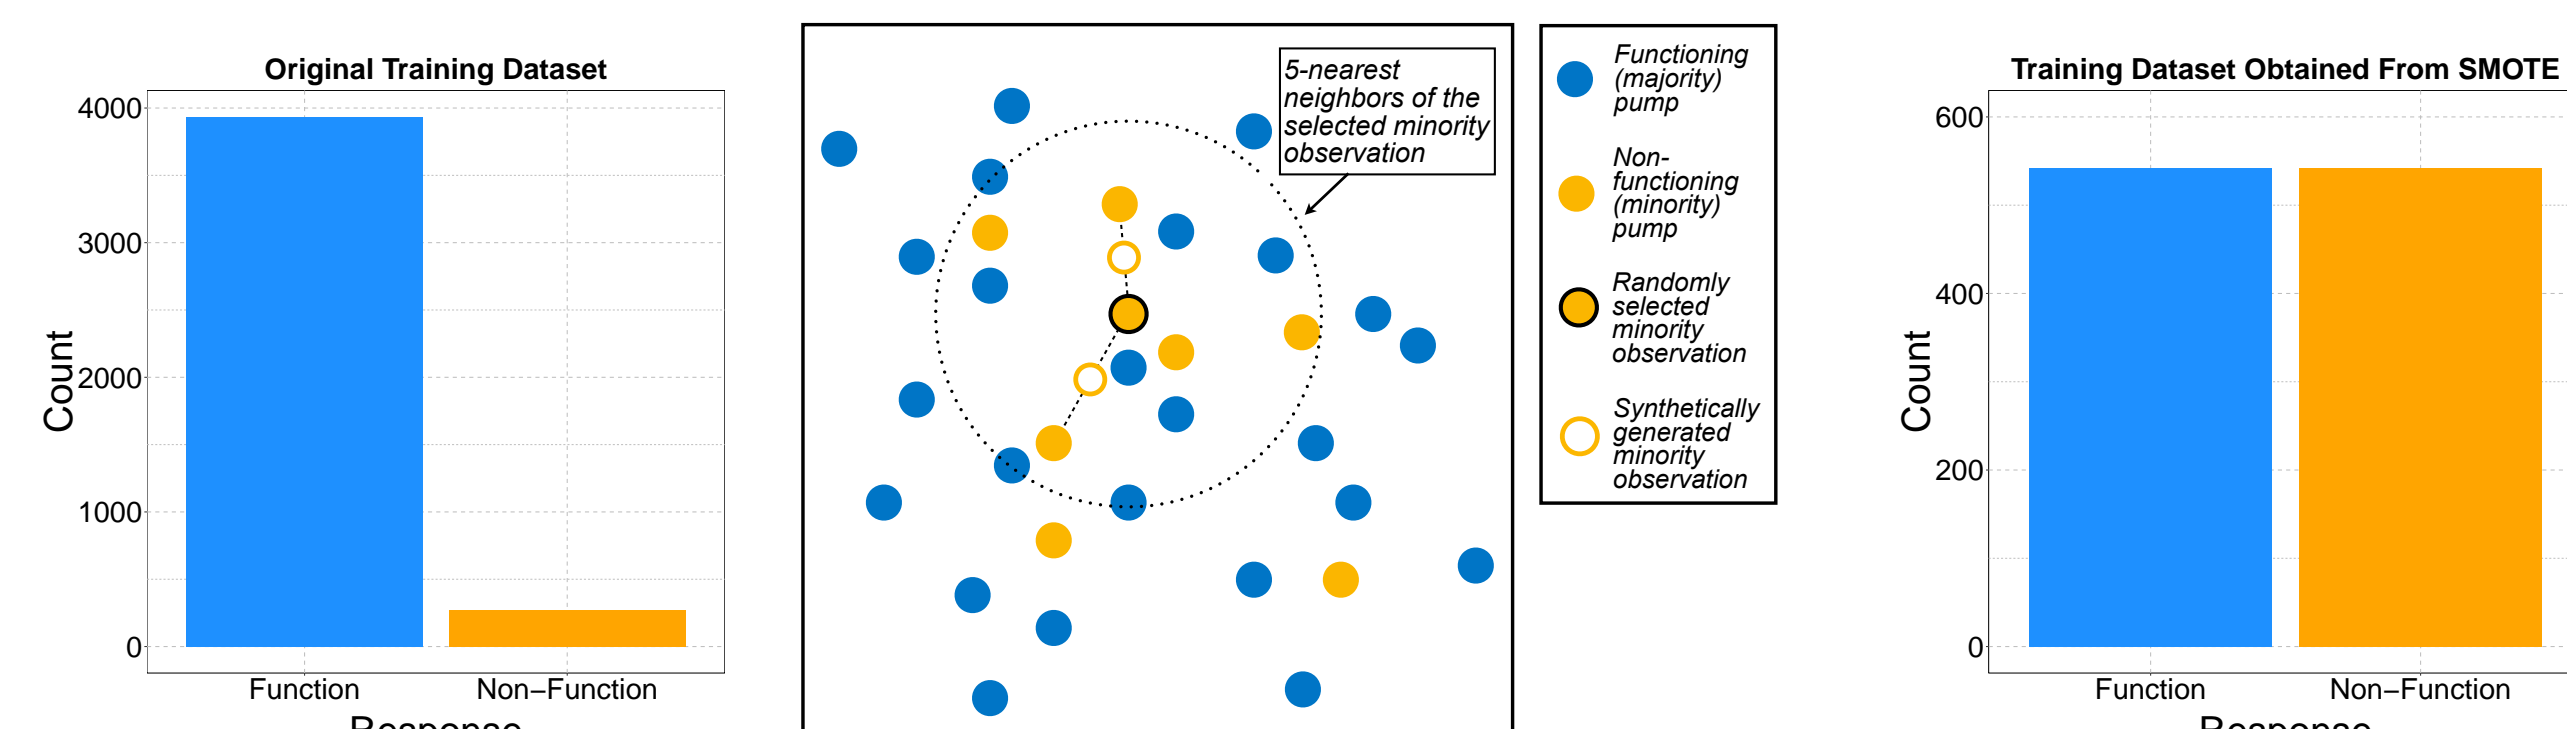 Original Training Dataset
4000
3000
2000
1000
0
Count
Function
Non−Function
Response
5-nearest
neighbors of the
selected minority
observation
Functioning
(majority)
pump
Non-
functioning
(minority)
pump
Randomly
selected
minority
observation
Synthetically
generated
minority
observation
Training Dataset Obtained From SMOTE
600
400
200
0
Count
Function
Non−Function
Response